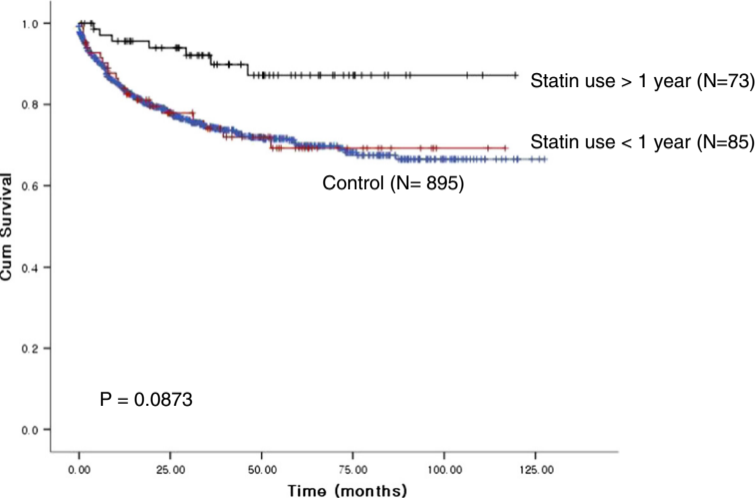 1.0
Statin use > 1 year (N=73)
0.8
Statin use < 1 year (N=85)
Control (N= 895)
0.6
Cum Survival
0.4
0.2
P = 0.0873
0.0
0.00 25.00 50.00 75.00 100.00 125.00
Time (months)